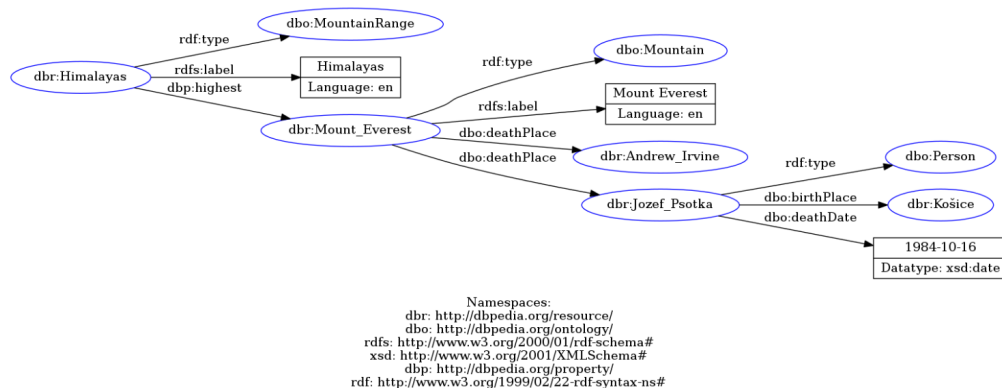 dbo:MountainRange
rdf:type
dbo:Mountain
Himalayas
rdf:type
rdfs:label
dbr:Himalayas
Language: en
dbp:highest
Mount Everest
rdfs:label
Language: en
dbr:Mount_Everest
dbo:deathPlace
dbr:Andrew_Irvine
dbo:deathPlace
dbo:Person
rdf:type
dbo:birthPlace
dbr:Jozef_Psotka
dbr:Košice
dbo:deathDate
1984-10-16
Datatype: xsd:date
Namespaces:
dbr: http://dbpedia.org/resource/
dbo: http://dbpedia.org/ontology/
rdfs: http://www.w3.org/2000/01/rdf-schema#
xsd: http://www.w3.org/2001/XMLSchema#
dbp: http://dbpedia.org/property/
rdf: http://www.w3.org/1999/02/22-rdf-syntax-ns#